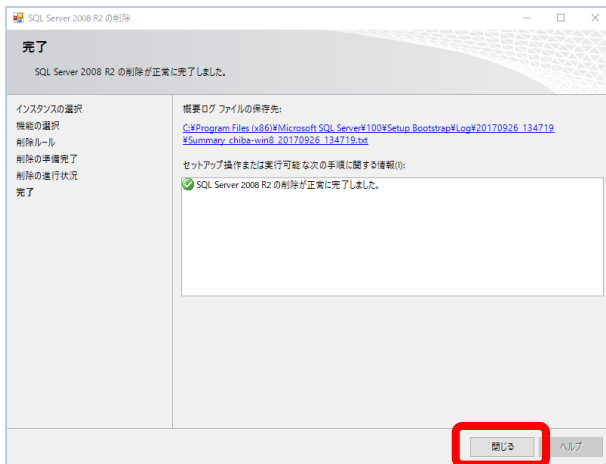 SQL Server 2008 R2 の削除
完了
SQL Server 2008 R2 の削除が正常に完了しました。
インスタンスの選択
機能の選択
削除ルール
削除の準備完了
削除の進行状況
完了
概要ログ ファイルの保存先:
C:¥Program Files (x86)¥Microsoft SQL Server¥100¥Setup Bootstrap¥Log¥20170926_134719
¥Summary_chiba-win8_20170926_134719.txt
セットアップ操作または実行可能な次の手順に関する情報(I):
SQL Server 2008 R2 の削除が正常に完了しました。
閉じる
ヘルプ